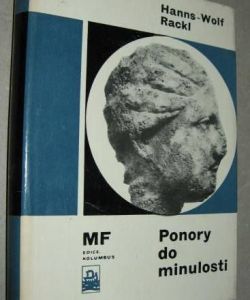 Hanns-Wolf
Rackl
MF
EDICE
KOLUMBUS
Ponory
do
minulosti